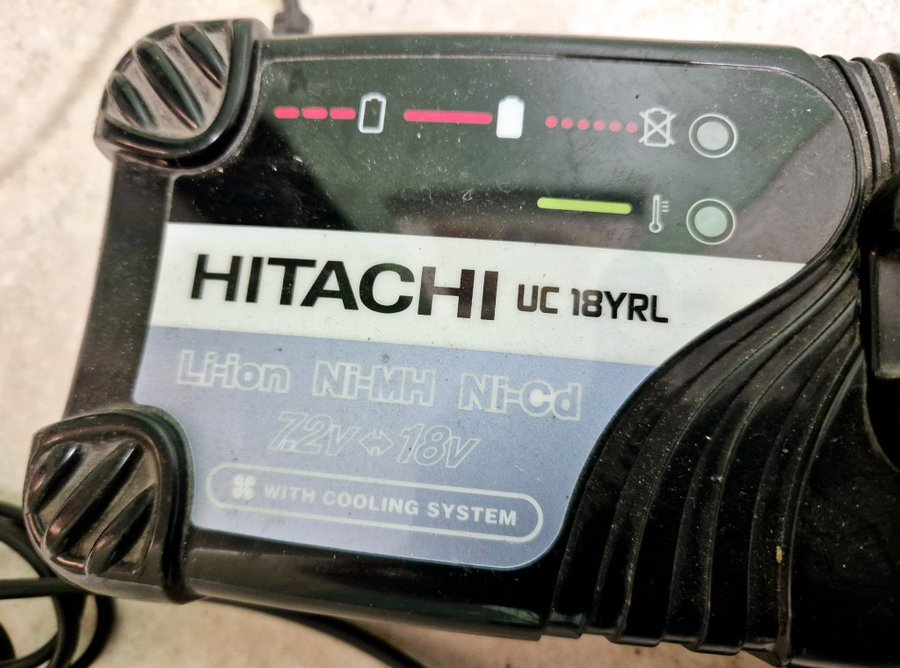 HITACHI UC 18YRL
Li-ion Ni-MH Ni-Cd
7.2V↔18V
WITH COOLING SYSTEM